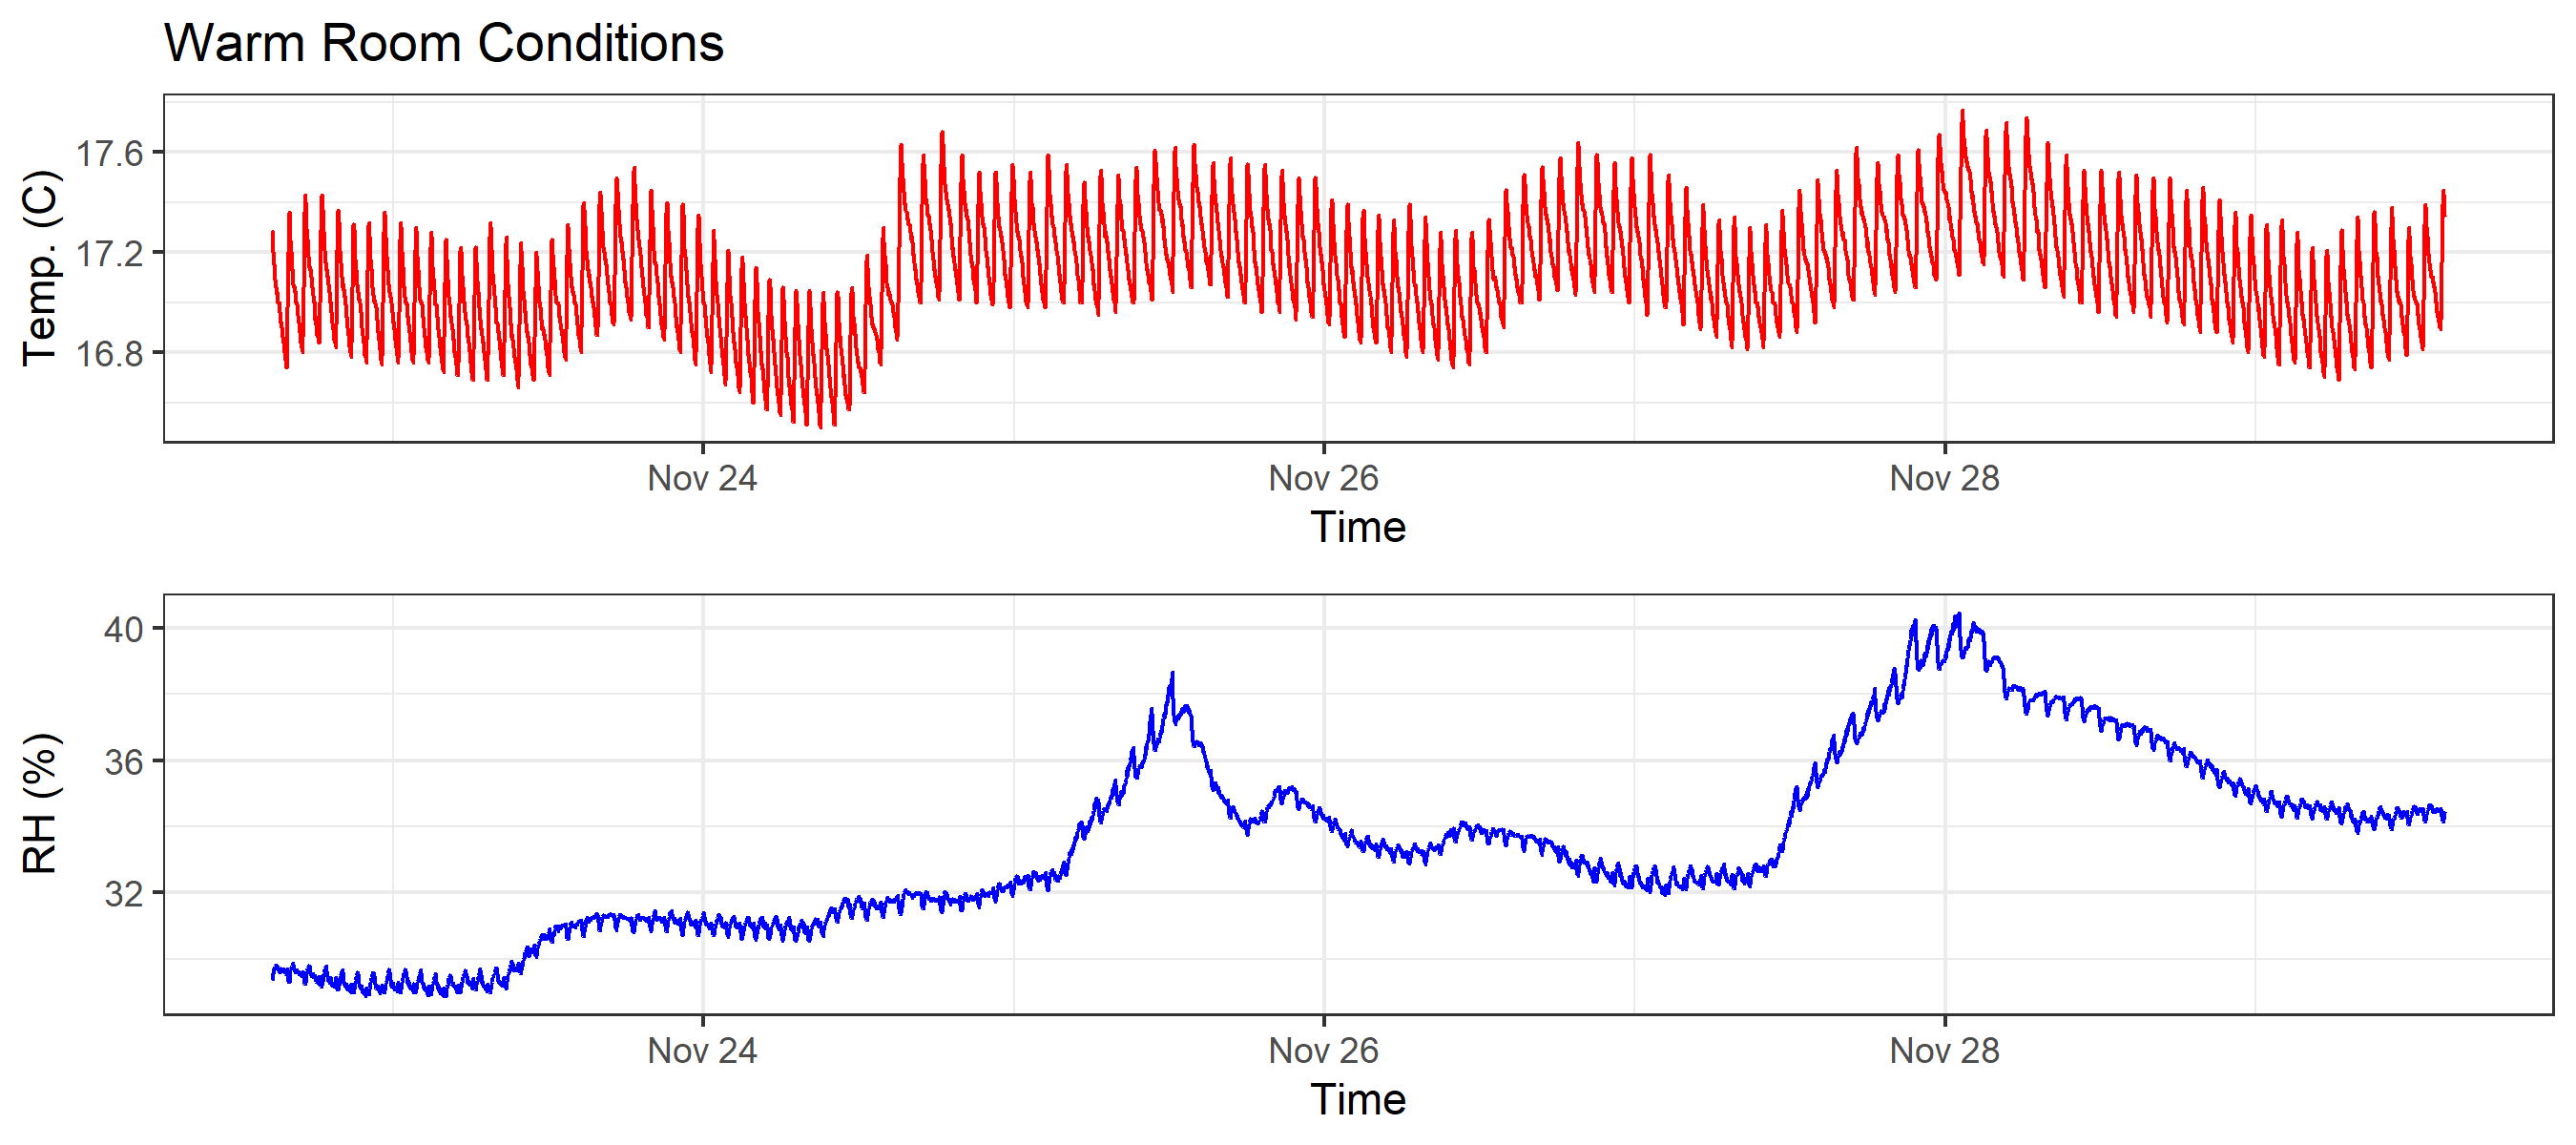 Warm Room Conditions
Temp. (C)
17.6
17.2
16.8
Nov 24 Nov 26 Nov 28
Time
RH (%)
40
36
32
Nov 24 Nov 26 Nov 28
Time